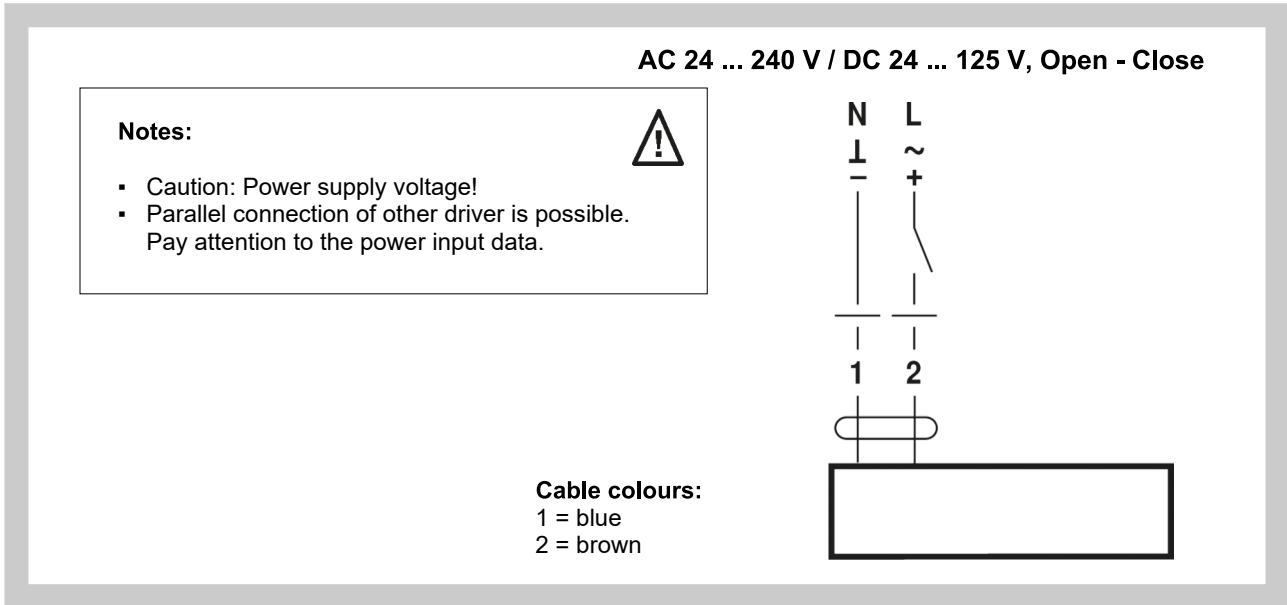 AC 24 ... 240 V / DC 24 ... 125 V, Open - Close
Notes:
▪ Caution: Power supply voltage!
▪ Parallel connection of other driver is possible.
Pay attention to the power input data.
N L
⊥ ~
– +
1 2
Cable colours:
1 = blue
2 = brown